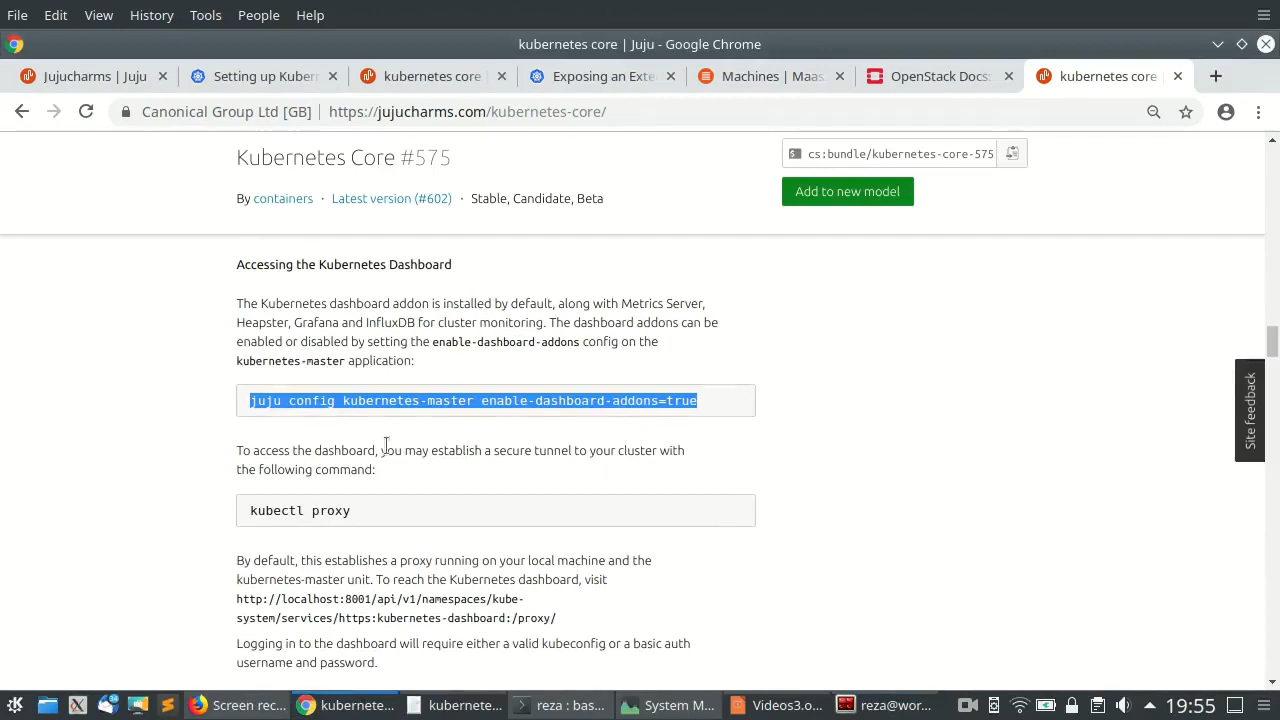 File Edit View History Tools People Help
kubernetes core | Juju - Google Chrome
Jujucharms | Juju
Setting up Kubern
kubernetes core
Exposing an Exte
Machines | Maas
OpenStack Docs:
kubernetes core
Canonical Group Ltd [GB] https://jujucharms.com/kubernetes-core/
Kubernetes Core #575
cs:bundle/kubernetes-core-575
By containers · Latest version (#602) · Stable, Candidate, Beta
Add to new model
Accessing the Kubernetes Dashboard
The Kubernetes dashboard addon is installed by default, along with Metrics Server,
Heapster, Grafana and InfluxDB for cluster monitoring. The dashboard addons can be
enabled or disabled by setting the enable-dashboard-addons config on the
kubernetes-master application:
juju config kubernetes-master enable-dashboard-addons=true
To access the dashboard, you may establish a secure tunnel to your cluster with
the following command:
kubectl proxy
By default, this establishes a proxy running on your local machine and the
kubernetes-master unit. To reach the Kubernetes dashboard, visit
http://localhost:8001/api/v1/namespaces/kube-
system/services/https:kubernetes-dashboard:/proxy/
Logging in to the dashboard will require either a valid kubeconfig or a basic auth
username and password.
Site feedback
Screen rec...
kubernete...
kubernete...
reza : bas...
System M...
Videos3.o...
reza@wor...
19:55